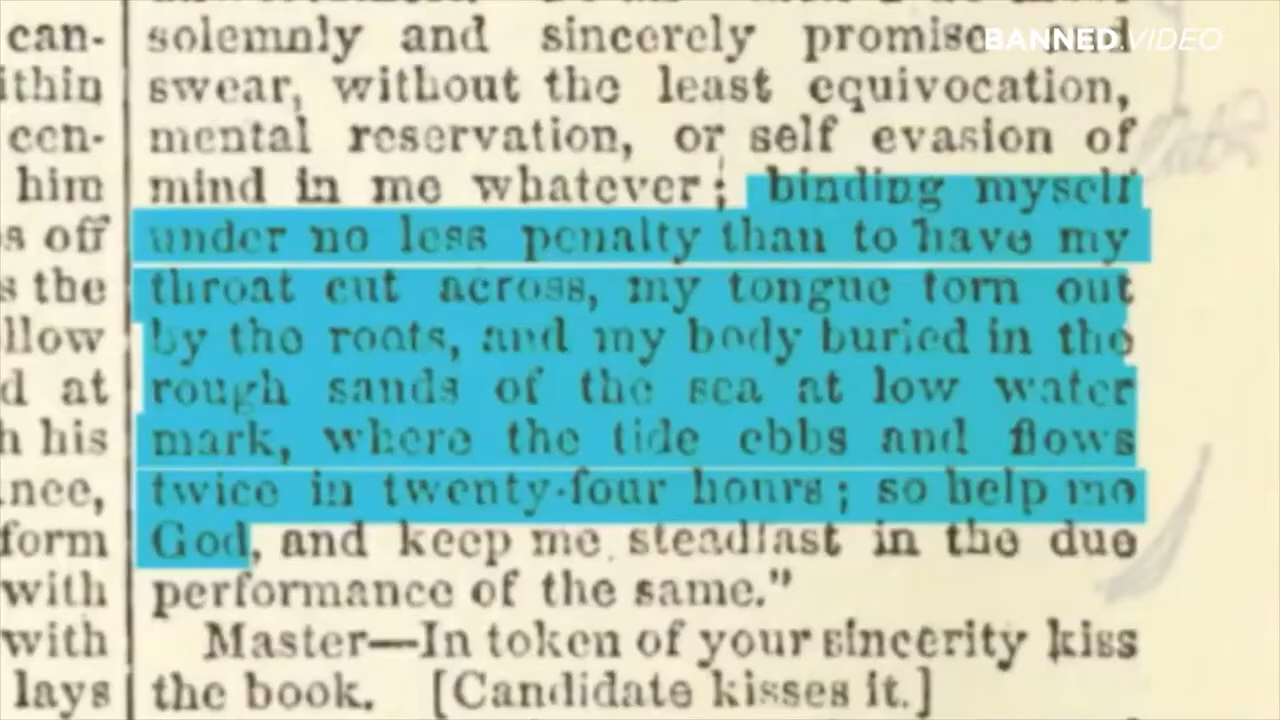 BANNED.VIDEO
can-
ithin
cen-
him
s off
s the
llow
d at
h his
nce,
form
with
with
lays
solemnly and sincerely promise and
swear, without the least equivocation,
mental reservation, or self evasion of
mind in me whatever; binding myself
under no less penalty than to have my
throat cut across, my tongue torn out
by the roots, and my body buried in the
rough sands of the sea at low water
mark, where the tide ebbs and flows
twice in twenty-four hours; so help me
God, and keep me steadfast in the due
performance of the same."
Master—In token of your sincerity kiss
the book. [Candidate kisses it.]